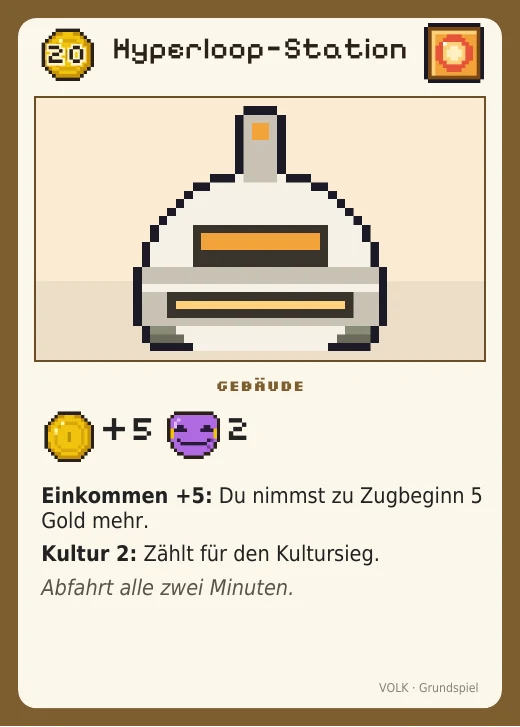 20 Hyperloop-Station
GEBÄUDE
+5 2
Einkommen +5: Du nimmst zu Zugbeginn 5
Gold mehr.
Kultur 2: Zählt für den Kultursieg.
Abfahrt alle zwei Minuten.
VOLK · Grundspiel